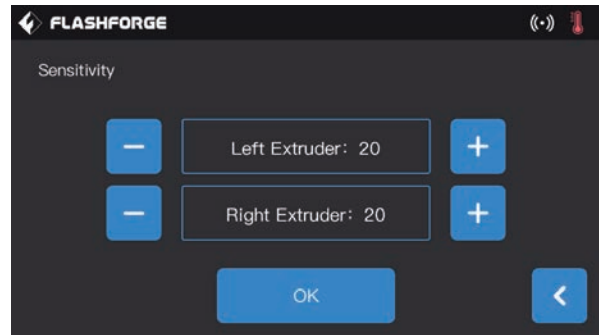 FLASHFORGE
Sensitivity
Left Extruder: 20
Right Extruder: 20
OK